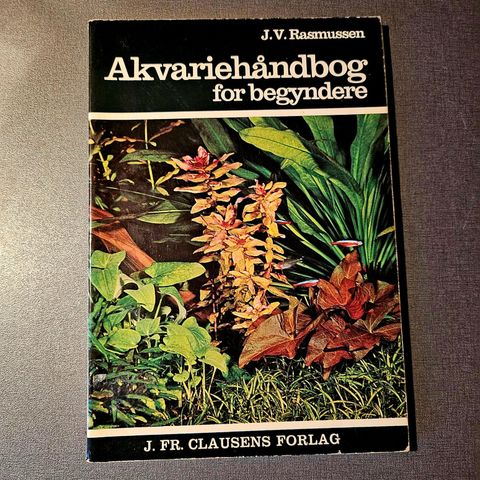 J. V. Rasmussen
Akvariehåndbog
for begyndere
J. FR. CLAUSENS FORLAG